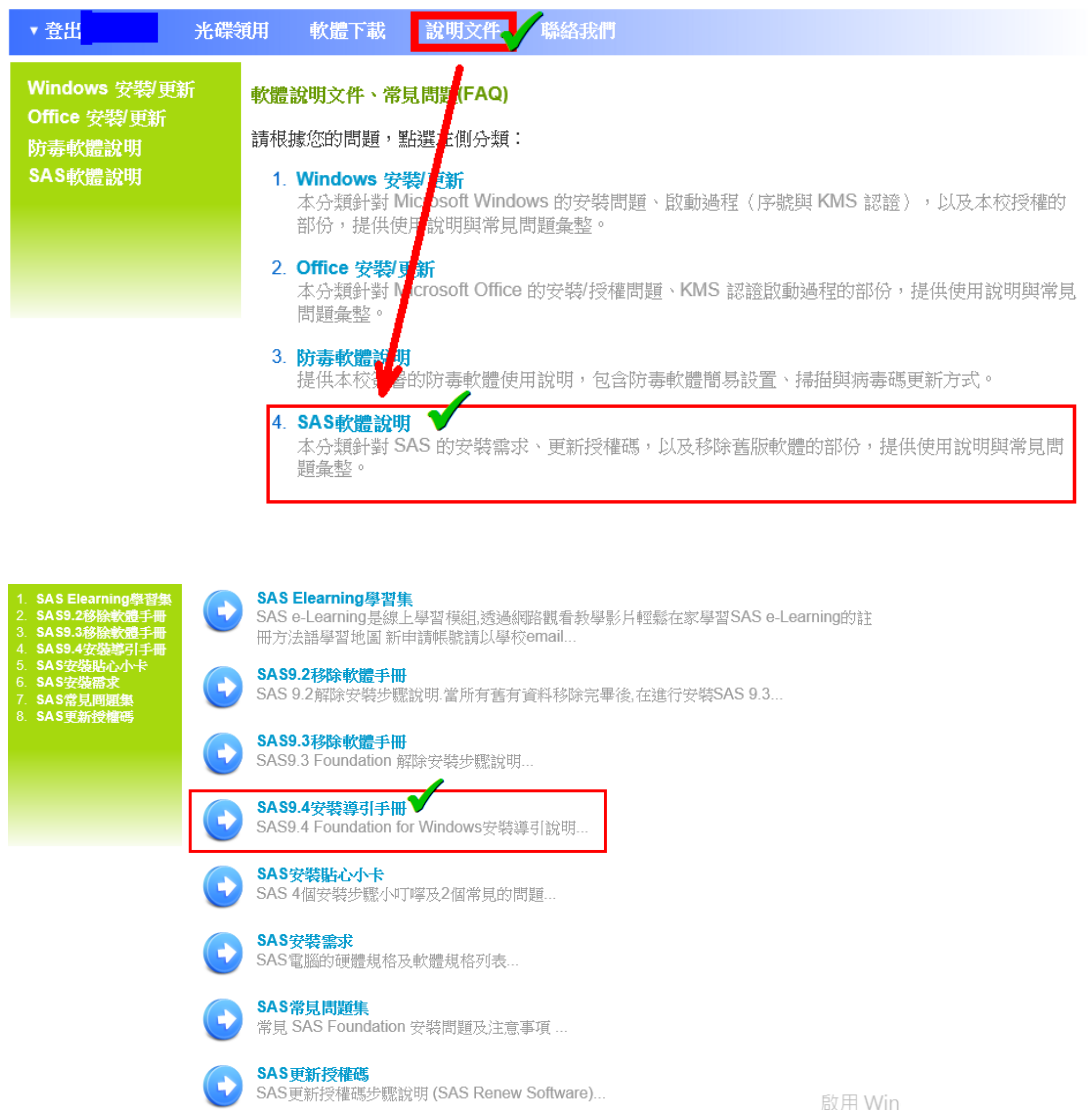 ▼ 登出
光碟領用
軟體下載
說明文件
聯絡我們
Windows 安裝/更新
Office 安裝/更新
防毒軟體說明
SAS軟體說明
軟體說明文件、常見問題(FAQ)
請根據您的問題，點選左側分類：
1. Windows 安裝/更新
本分類針對 Microsoft Windows 的安裝問題、啟動過程（序號與 KMS 認證），以及本校授權的
部份，提供使用說明與常見問題彙整。
2. Office 安裝/更新
本分類針對 Microsoft Office 的安裝/授權問題、KMS 認證啟動過程的部份，提供使用說明與常見
問題彙整。
3. 防毒軟體說明
提供本校簽署的防毒軟體使用說明，包含防毒軟體簡易設置、掃描與病毒碼更新方式。
4. SAS軟體說明
本分類針對 SAS 的安裝需求、更新授權碼，以及移除舊版軟體的部份，提供使用說明與常見問
題彙整。
1. SAS Elearning學習集
2. SAS9.2移除軟體手冊
3. SAS9.3移除軟體手冊
4. SAS9.4安裝導引手冊
5. SAS安裝貼心小卡
6. SAS安裝需求
7. SAS常見問題集
8. SAS更新授權碼
SAS Elearning學習集
SAS e-Learning是線上學習模組,透過網路觀看教學影片輕鬆在家學習SAS e-Learning的註
冊方法語學習地圖 新申請帳號請以學校email...
SAS9.2移除軟體手冊
SAS 9.2解除安裝步驟說明.當所有舊有資料移除完畢後,在進行安裝SAS 9.3...
SAS9.3移除軟體手冊
SAS9.3 Foundation 解除安裝步驟說明...
SAS9.4安裝導引手冊
SAS9.4 Foundation for Windows安裝導引說明...
SAS安裝貼心小卡
SAS 4個安裝步驟小叮嚀及2個常見的問題...
SAS安裝需求
SAS電腦的硬體規格及軟體規格列表...
SAS常見問題集
常見 SAS Foundation 安裝問題及注意事項 ...
SAS更新授權碼
SAS更新授權碼步驟說明 (SAS Renew Software)...
啟用 Win